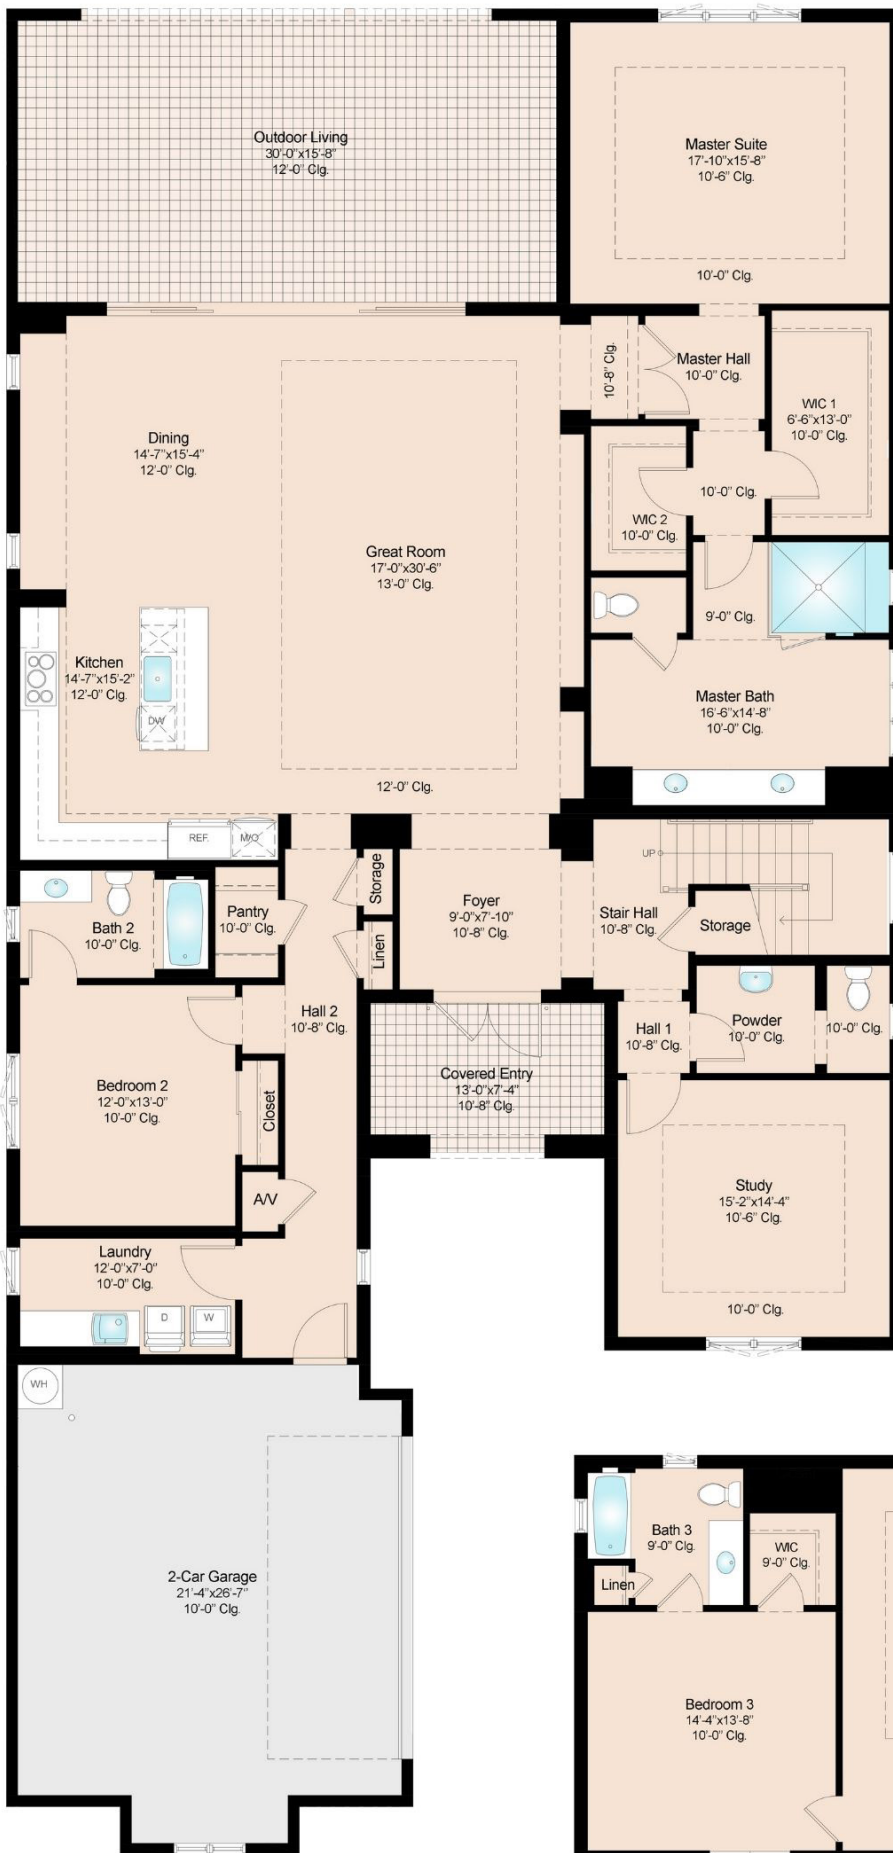 Outdoor Living
30'-0"x15'-8"
12'-0" Clg.
Master Suite
17'-10"x15'-8"
10'-6" Clg.
10'-0" Clg.
10'-8" Clg.
Master Hall
10'-0" Clg.
WIC 1
6'-6"x13'-0"
10'-0" Clg.
Dining
14'-7"x15'-4"
12'-0" Clg.
10'-0" Clg.
WIC 2
10'-0" Clg.
Great Room
17'-0"x30'-6"
13'-0" Clg.
9'-0" Clg.
Kitchen
14'-7"x15'-2"
12'-0" Clg.
DW
Master Bath
16'-6"x14'-8"
10'-0" Clg.
12'-0" Clg.
REF.
M/O
UP
Storage
Foyer
9'-0"x7'-10"
10'-8" Clg.
Stair Hall
10'-8" Clg.
Storage
Bath 2
10'-0" Clg.
Pantry
10'-0" Clg.
Linen
Hall 2
10'-8" Clg.
Hall 1
10'-8" Clg.
Powder
10'-0" Clg.
10'-0" Clg.
Bedroom 2
12'-0"x13'-0"
10'-0" Clg.
Closet
Covered Entry
13'-0"x7'-4"
10'-8" Clg.
A/V
Study
15'-2"x14'-4"
10'-6" Clg.
10'-0" Clg.
Laundry
12'-0"x7'-0"
10'-0" Clg.
D
W
WH
2-Car Garage
21'-4"x26'-7"
10'-0" Clg.
Bath 3
9'-0" Clg.
WIC
9'-0" Clg.
Linen
Bedroom 3
14'-4"x13'-8"
10'-0" Clg.